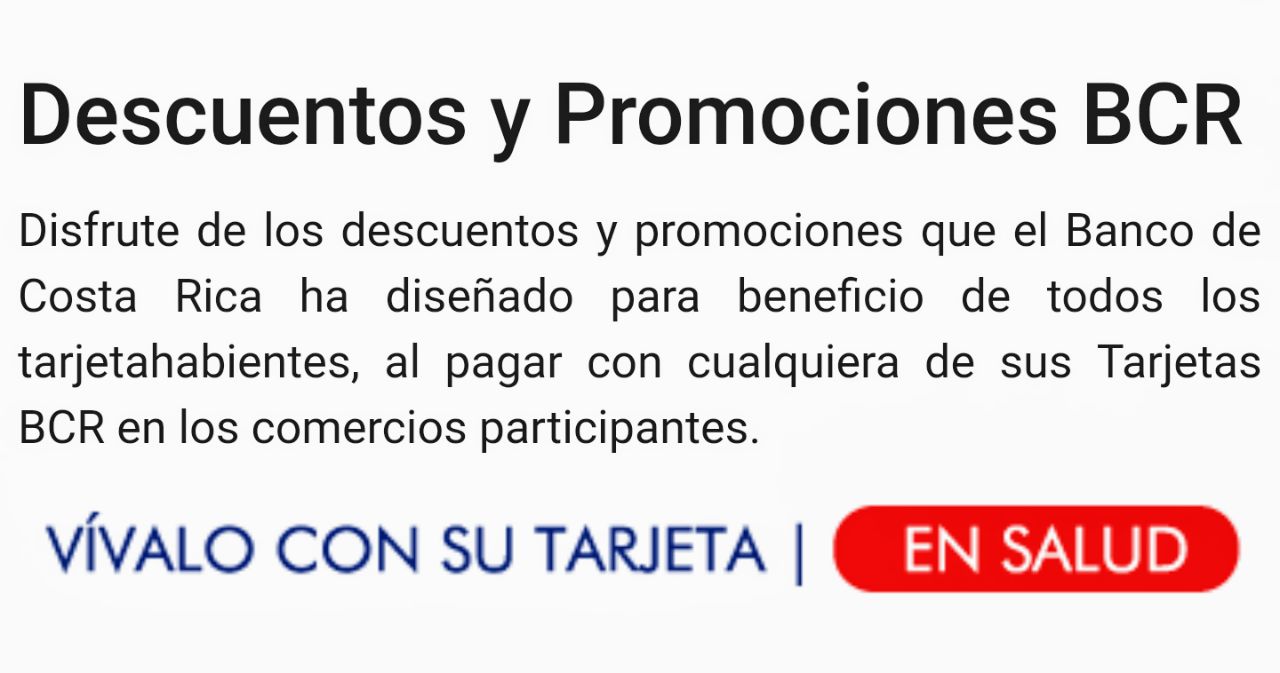 Descuentos y Promociones BCR
Disfrute de los descuentos y promociones que el Banco de
Costa Rica ha diseñado para beneficio de todos los
tarjetahabientes, al pagar con cualquiera de sus Tarjetas
BCR en los comercios participantes.
VÍVALO CON SU TARJETA | EN SALUD